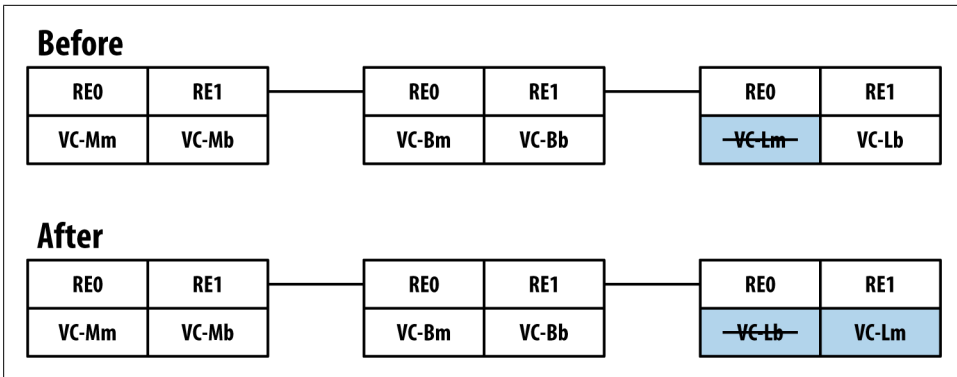 Before
RE0 RE1 RE0 RE1 RE0 RE1
VC-Mm VC-Mb VC-Bm VC-Bb VC-Lm VC-Lb
After
RE0 RE1 RE0 RE1 RE0 RE1
VC-Mm VC-Mb VC-Bm VC-Bb VC-Lb VC-Lm